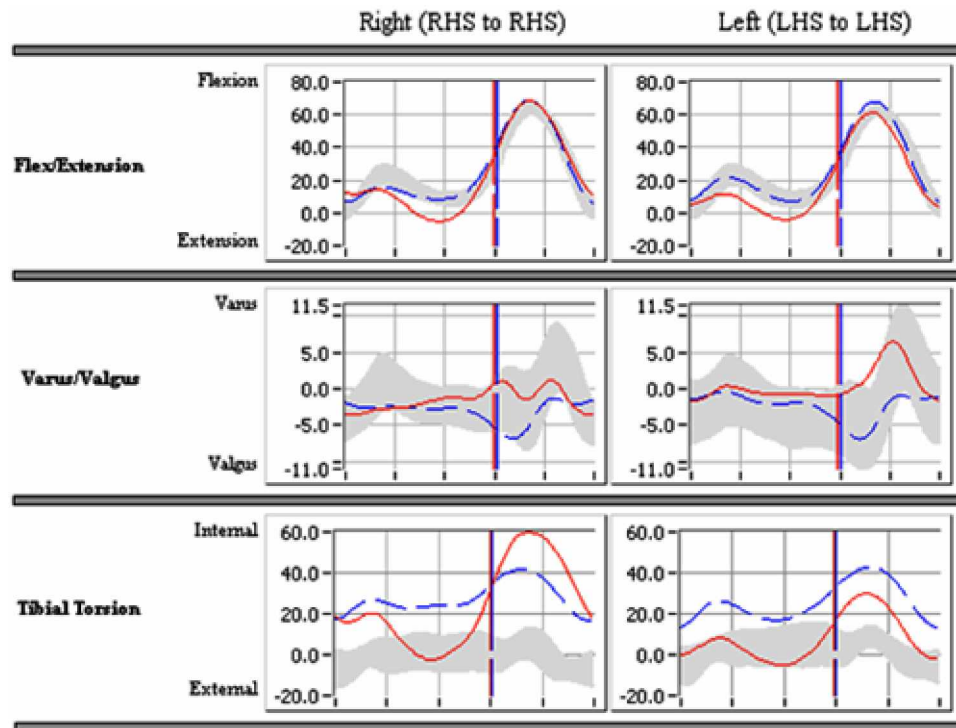 Right (RHS to RHS) Left (LHS to LHS)
Flexion 80.0 80.0
60.0 60.0
Flex/Extension 40.0 40.0
20.0 20.0
0.0 0.0
Extension -20.0 -20.0
Varus 11.5 11.5
5.0 5.0
Varus/Valgus 0.0 0.0
-5.0 -5.0
Valgus -11.0 -11.0
Internal 60.0 60.0
40.0 40.0
Tibial Torsion 20.0 20.0
0.0 0.0
External -20.0 -20.0